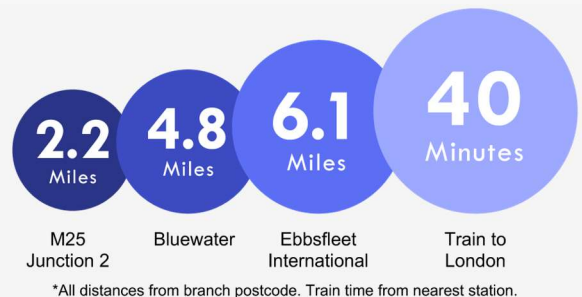 2.2
Miles
4.8
Miles
6.1
Miles
40
Minutes
M25
Junction 2
Bluewater
Ebbsfleet
International
Train to
London
*All distances from branch postcode. Train time from nearest station.